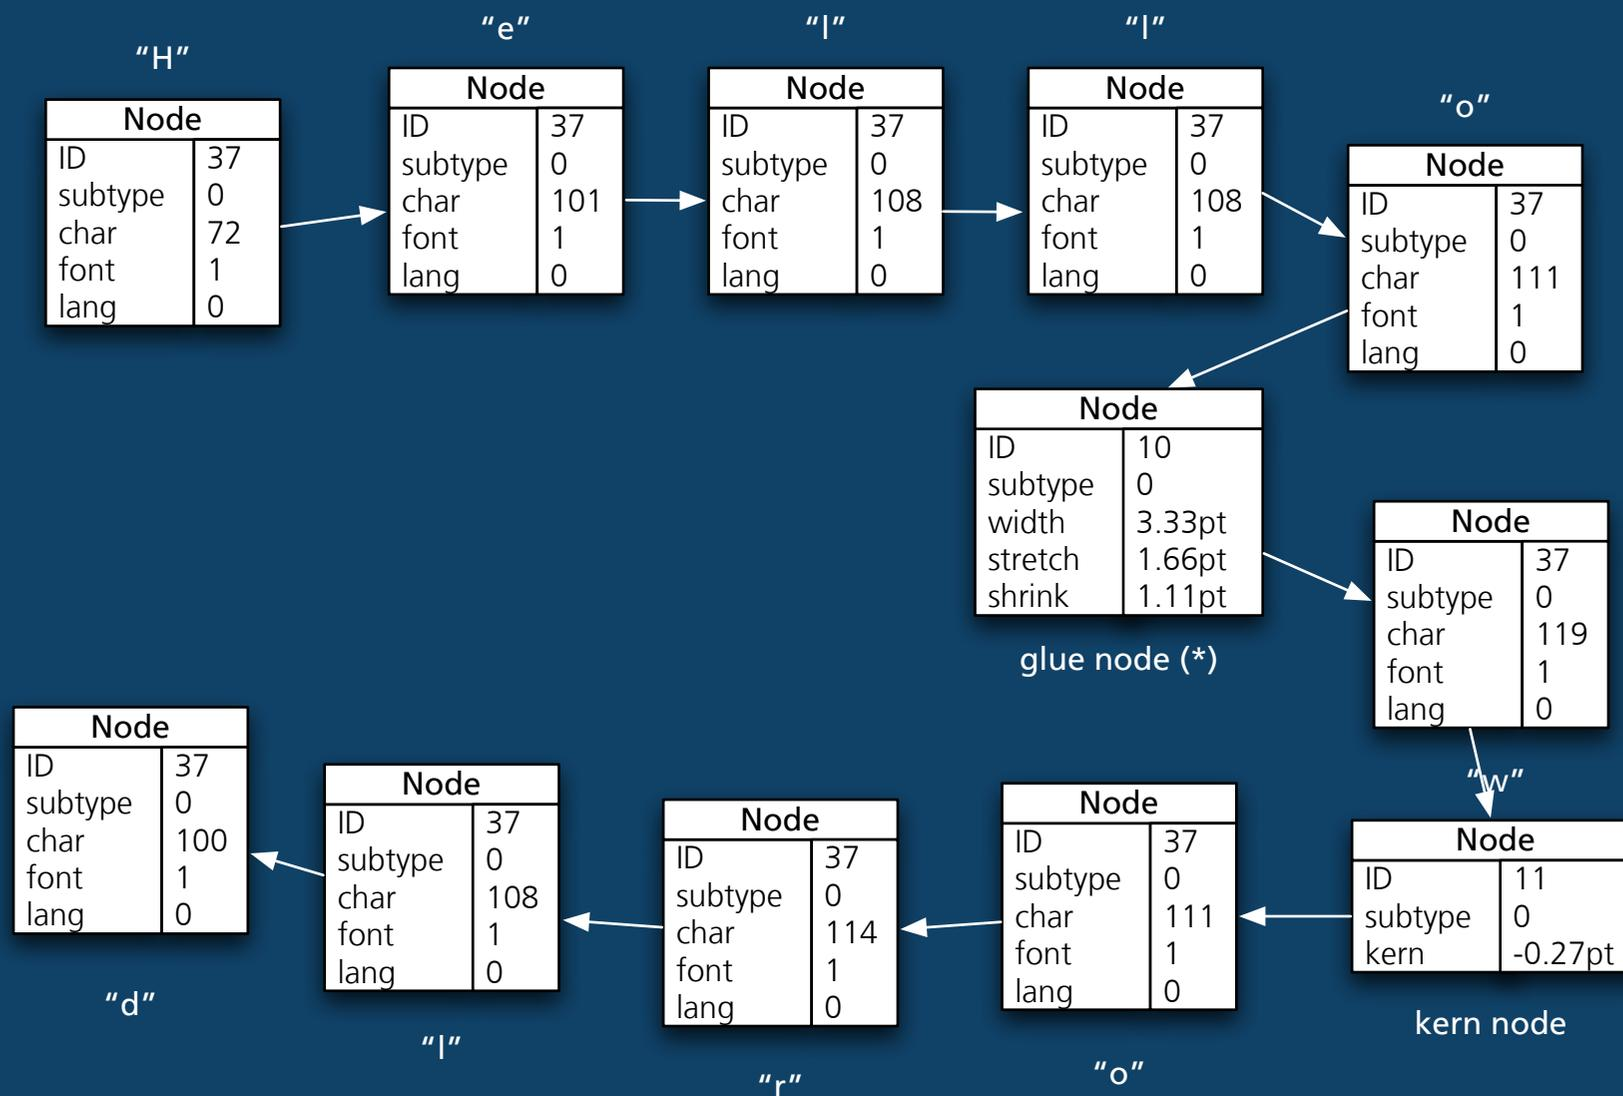 “H”
Node
ID 37
subtype 0
char 72
font 1
lang 0
“e”
Node
ID 37
subtype 0
char 101
font 1
lang 0
“l”
Node
ID 37
subtype 0
char 108
font 1
lang 0
“l”
Node
ID 37
subtype 0
char 108
font 1
lang 0
“o”
Node
ID 37
subtype 0
char 111
font 1
lang 0
Node
ID 10
subtype 0
width 3.33pt
stretch 1.66pt
shrink 1.11pt
glue node (*)
Node
ID 37
subtype 0
char 119
font 1
lang 0
“w”
Node
ID 11
subtype 0
kern -0.27pt
kern node
Node
ID 37
subtype 0
char 111
font 1
lang 0
“o”
Node
ID 37
subtype 0
char 114
font 1
lang 0
“r”
Node
ID 37
subtype 0
char 108
font 1
lang 0
“l”
Node
ID 37
subtype 0
char 100
font 1
lang 0
“d”